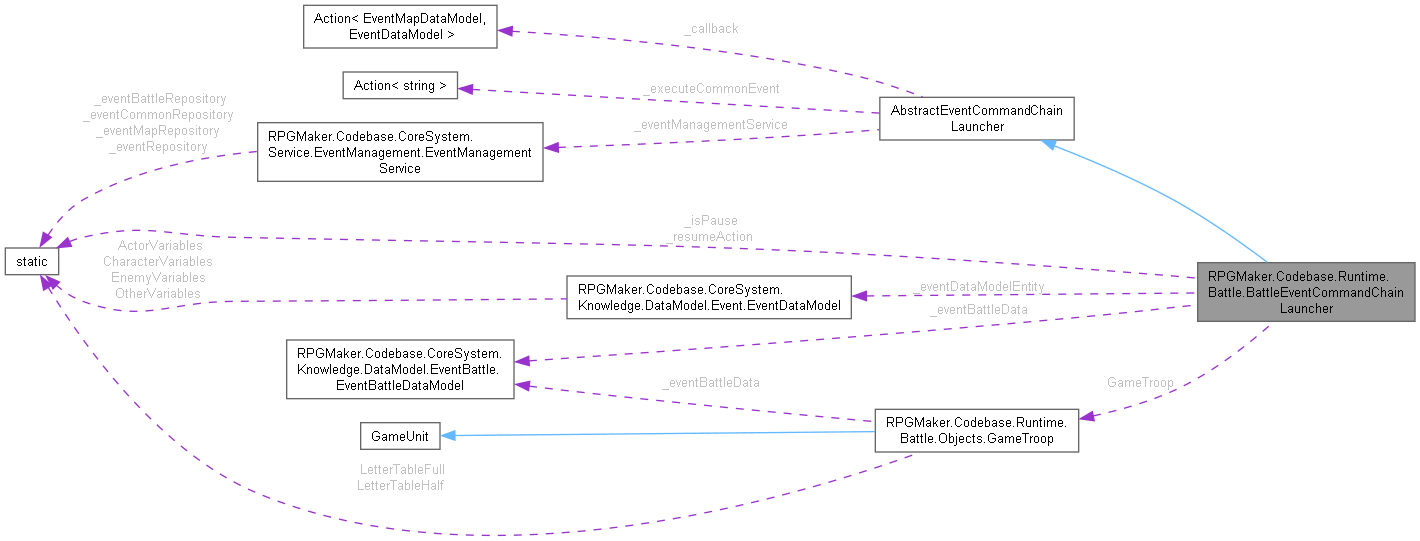 Action< EventMapDataModel,
EventDataModel >
_callback
Action< string >
_executeCommonEvent
_eventBattleRepository
_eventCommonRepository
_eventMapRepository
_eventRepository
RPGMaker.Codebase.CoreSystem.
Service.EventManagement.EventManagement
Service
_eventManagementService
AbstractEventCommandChain
Launcher
static
ActorVariables
CharacterVariables
EnemyVariables
OtherVariables
_isPause
_resumeAction
RPGMaker.Codebase.CoreSystem.
Knowledge.DataModel.Event.EventDataModel
_eventDataModelEntity
_eventBattleData
RPGMaker.Codebase.Runtime.
Battle.BattleEventCommandChain
Launcher
RPGMaker.Codebase.CoreSystem.
Knowledge.DataModel.EventBattle.
EventBattleDataModel
_eventBattleData
GameTroop
GameUnit
RPGMaker.Codebase.Runtime.
Battle.Objects.GameTroop
LetterTableFull
LetterTableHalf